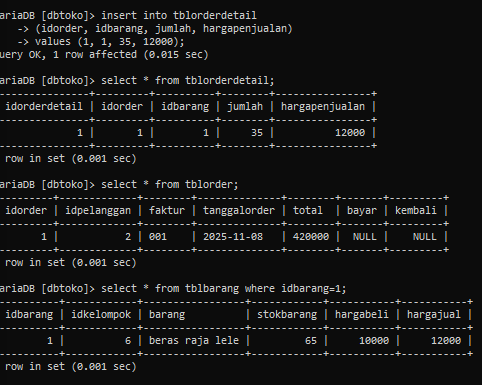 ariaDB [dbtoko]> insert into tblorderdetail
    -> (idorder, idbarang, jumlah, hargapenjualan)
    -> values (1, 1, 35, 12000);
uery OK, 1 row affected (0.015 sec)

ariaDB [dbtoko]> select * from tblorderdetail;
---------------+---------+----------+--------+----------------+
 idorderdetail | idorder | idbarang | jumlah | hargapenjualan |
---------------+---------+----------+--------+----------------+
             1 |       1 |        1 |     35 |          12000 |
---------------+---------+----------+--------+----------------+
 row in set (0.001 sec)

ariaDB [dbtoko]> select * from tblorder;
---------+-------------+--------+--------------+--------+-------+---------+
 idorder | idpelanggan | faktur | tanggalorder | total  | bayar | kembali |
---------+-------------+--------+--------------+--------+-------+---------+
       1 |           2 | 001    | 2025-11-08   | 420000 |  NULL |    NULL |
---------+-------------+--------+--------------+--------+-------+---------+
 row in set (0.001 sec)

ariaDB [dbtoko]> select * from tblbarang where idbarang=1;
----------+------------+-----------------+------------+-----------+-----------+
 idbarang | idkelompok | barang          | stokbarang | hargabeli | hargajual |
----------+------------+-----------------+------------+-----------+-----------+
        1 |          6 | beras raja lele |         65 |     10000 |     12000 |
----------+------------+-----------------+------------+-----------+-----------+
 row in set (0.001 sec)